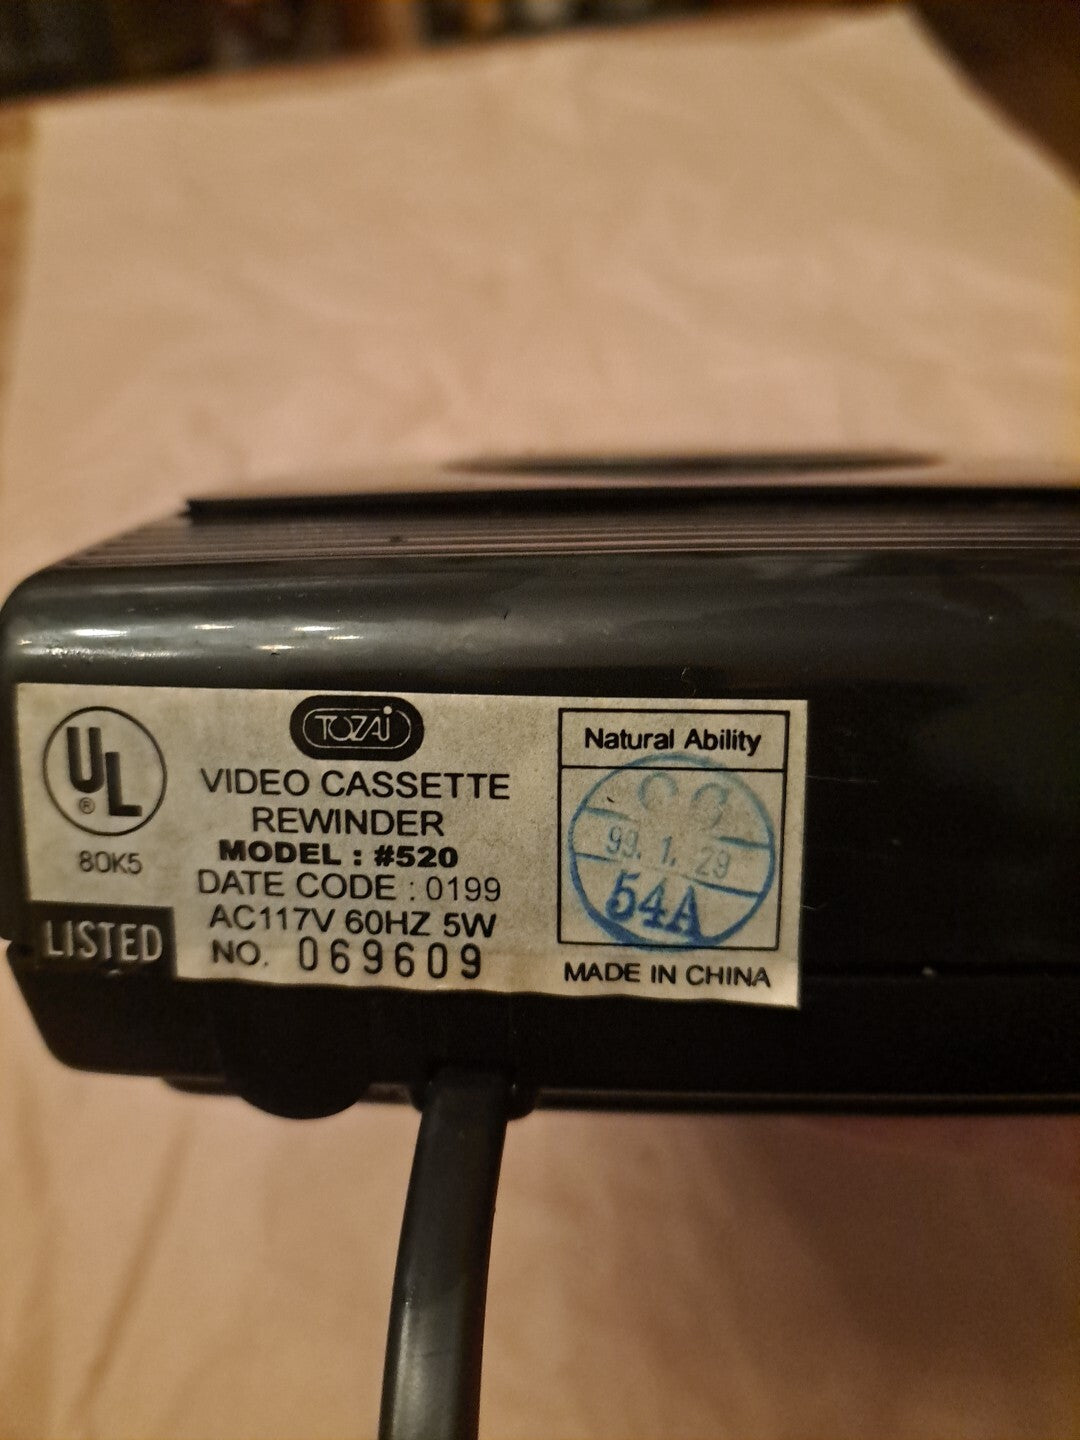 UL
®
80K5
LISTED
TOZAJ
VIDEO CASSETTE
REWINDER
MODEL : #520
DATE CODE : 0199
AC117V 60HZ 5W
NO. 069609
Natural Ability
99. 1. 29
54A
MADE IN CHINA